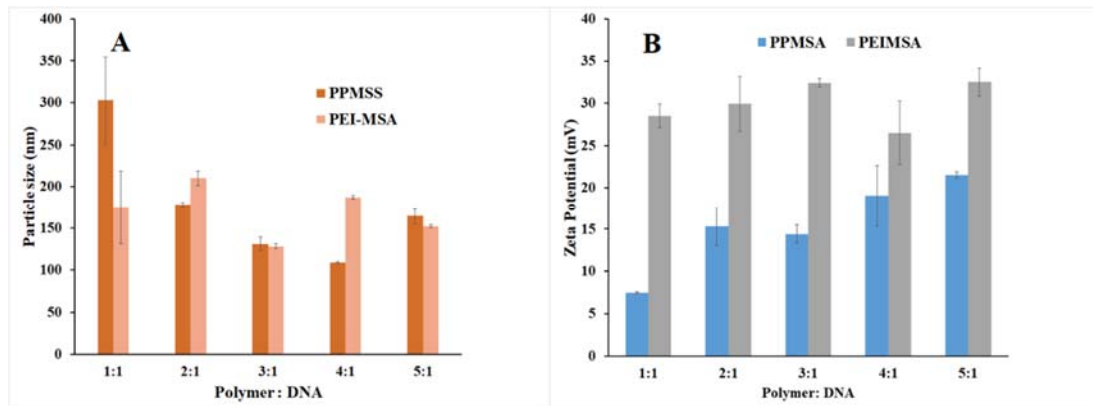 A
PPMSS
PEI-MSA
Particle size (nm)
400
350
300
250
200
150
100
50
0
1:1 2:1 3:1 4:1 5:1
Polymer : DNA
B
PPMSA PEIMSA
Zeta Potential (mV)
40
35
30
25
20
15
10
5
0
1:1 2:1 3:1 4:1 5:1
Polymer: DNA